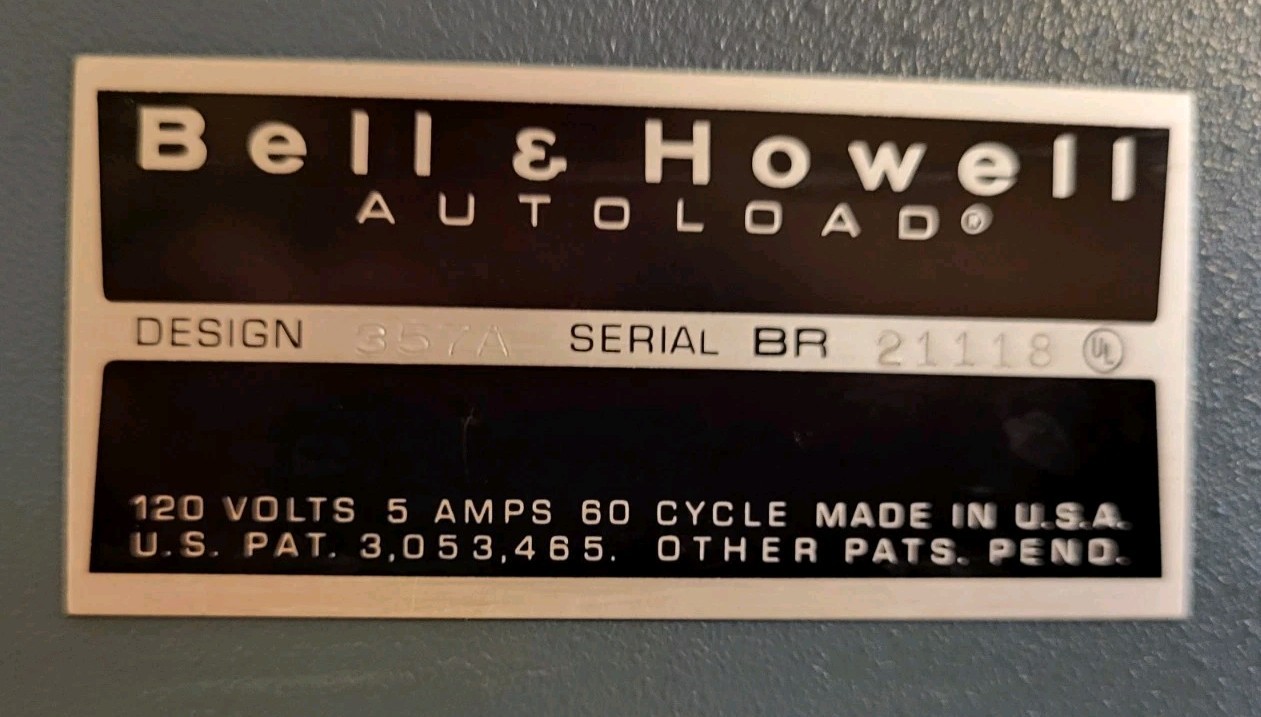 Bell & Howell
AUTOLOAD®
DESIGN 357A SERIAL BR 21118 UL
120 VOLTS 5 AMPS 60 CYCLE MADE IN U.S.A.
U.S. PAT. 3,053,465. OTHER PATS. PEND.